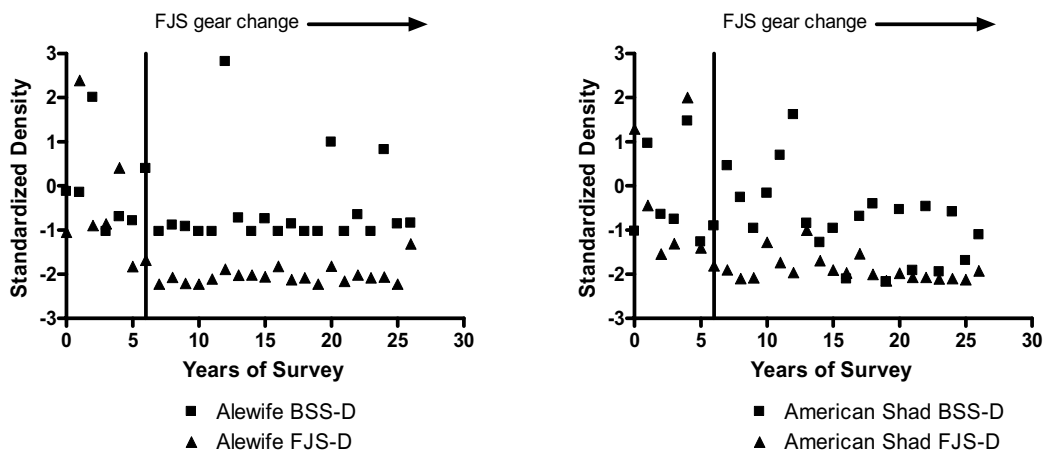 FJS gear change
3
2
1
0
-1
-2
-3
Standardized Density
0 5 10 15 20 25 30
Years of Survey
Alewife BSS-D
Alewife FJS-D
FJS gear change
3
2
1
0
-1
-2
-3
Standardized Density
0 5 10 15 20 25 30
Years of Survey
American Shad BSS-D
American Shad FJS-D